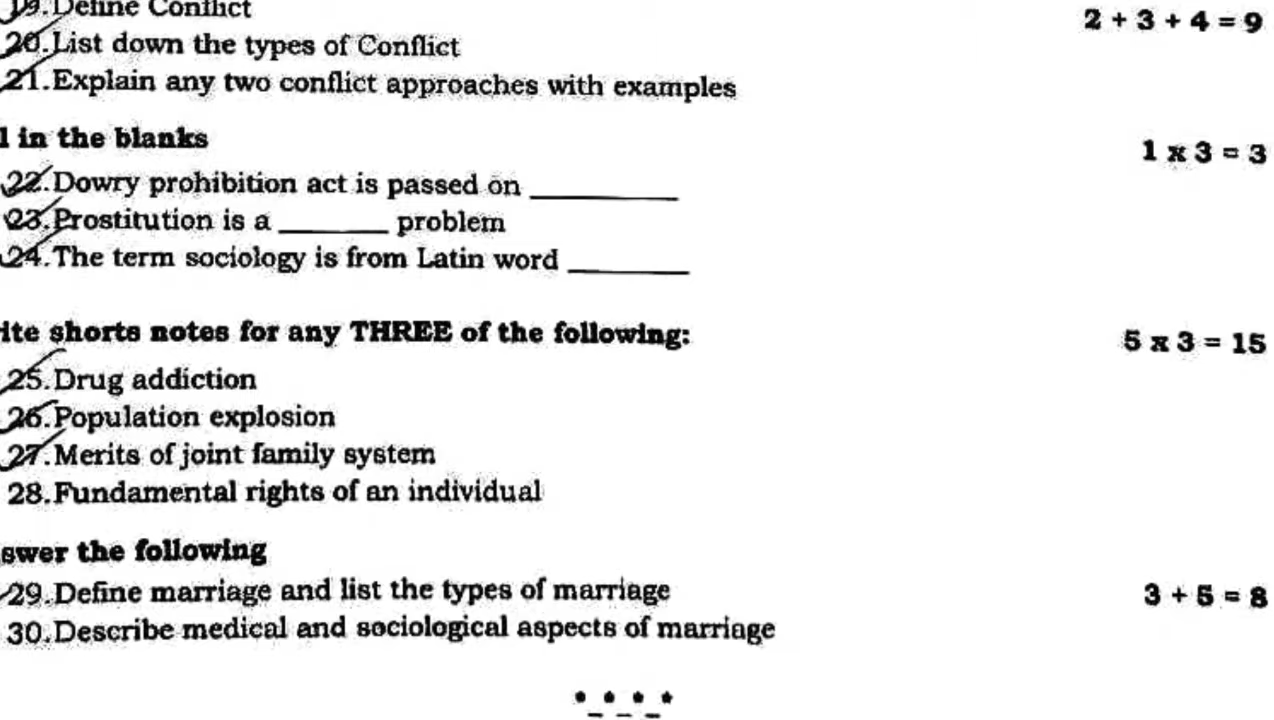 19.Define Conflict
2 + 3 + 4 = 9
20.List down the types of Conflict
21.Explain any two conflict approaches with examples
l in the blanks
1 x 3 = 3
22.Dowry prohibition act is passed on __________
23.Prostitution is a _______ problem
24.The term sociology is from Latin word ________
ite shorts notes for any THREE of the following:
5 x 3 = 15
25.Drug addiction
26.Population explosion
27.Merits of joint family system
28.Fundamental rights of an individual
swer the following
29.Define marriage and list the types of marriage
3 + 5 = 8
30.Describe medical and sociological aspects of marriage